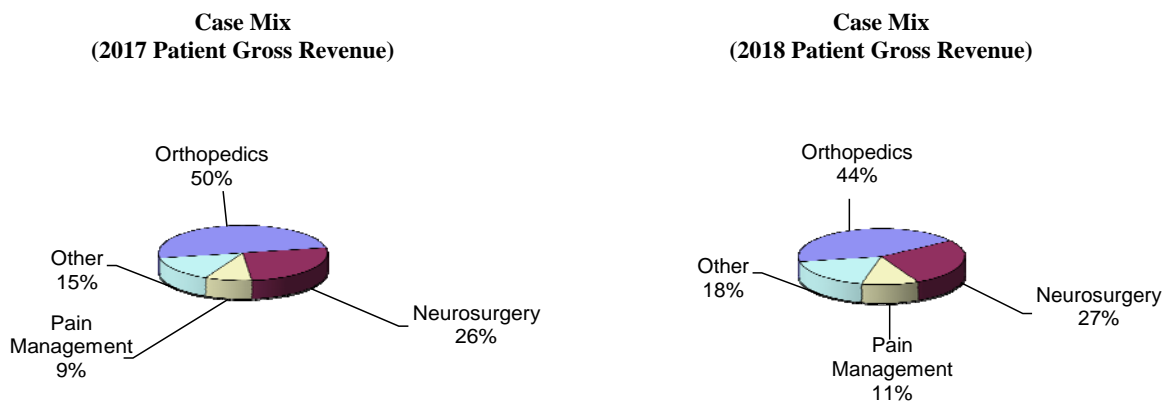 Case Mix
(2017 Patient Gross Revenue)
Orthopedics
50%
Other
15%
Pain
Management
9%
Neurosurgery
26%
Case Mix
(2018 Patient Gross Revenue)
Orthopedics
44%
Other
18%
Neurosurgery
27%
Pain
Management
11%